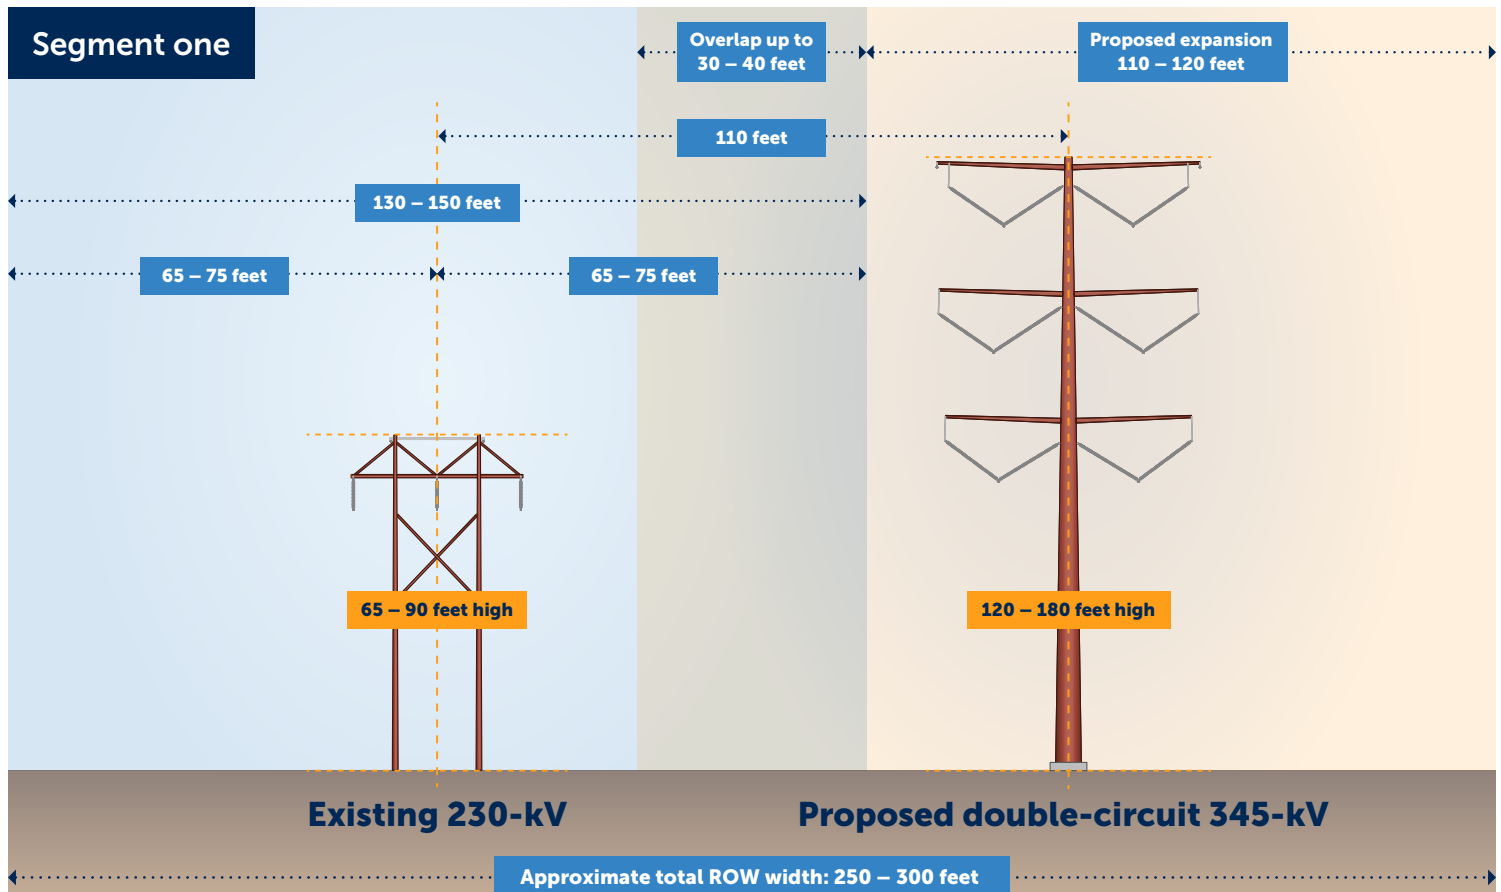 Segment one
Overlap up to
30 – 40 feet
Proposed expansion
110 – 120 feet
110 feet
130 – 150 feet
65 – 75 feet
65 – 75 feet
65 – 90 feet high
120 – 180 feet high
Existing 230-kV
Proposed double-circuit 345-kV
Approximate total ROW width: 250 – 300 feet